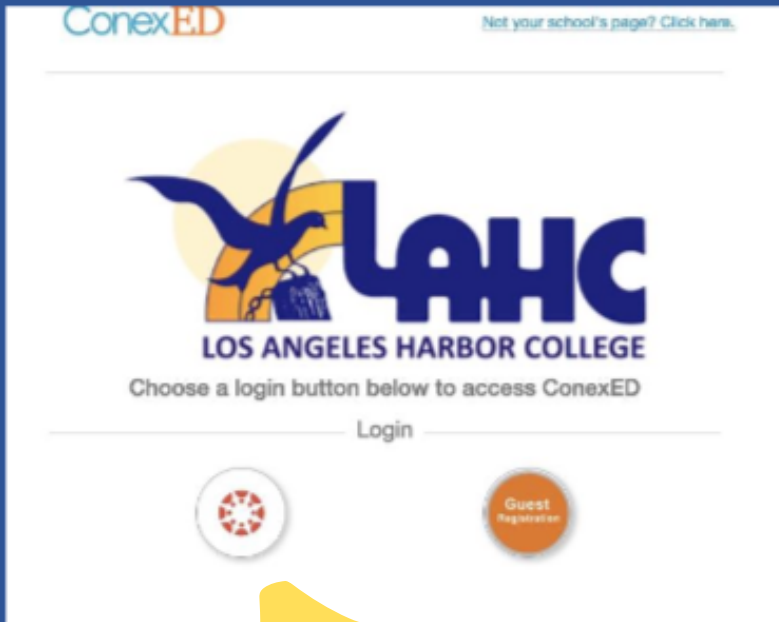 ConexED
Not your school's page? Click here.
LAHC
LOS ANGELES HARBOR COLLEGE
Choose a login button below to access ConexED
Login
Guest
Registration